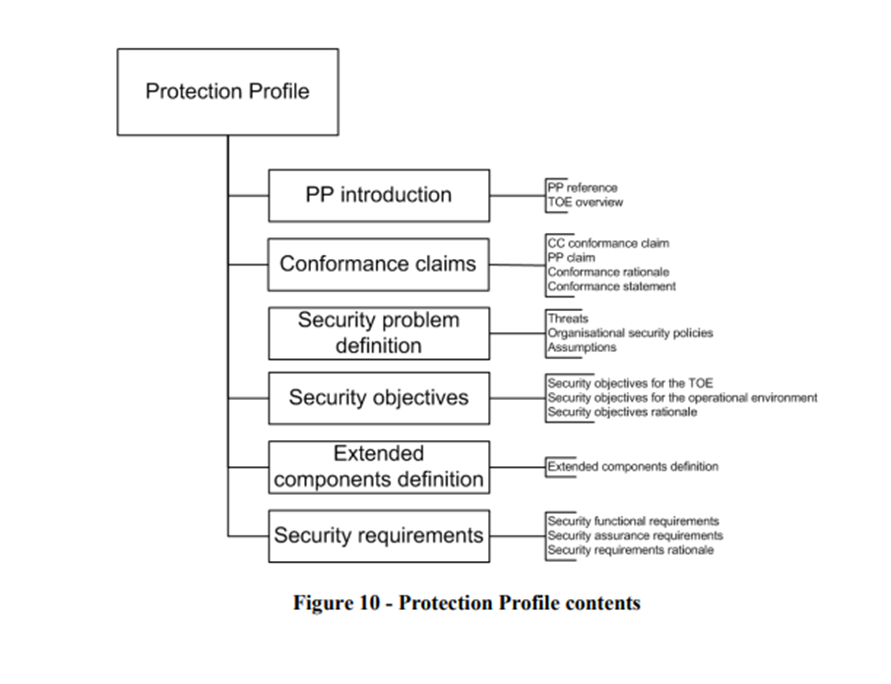 Protection Profile
PP introduction
PP reference
TOE overview
Conformance claims
CC conformance claim
PP claim
Conformance rationale
Conformance statement
Security problem
definition
Threats
Organisational security policies
Assumptions
Security objectives
Security objectives for the TOE
Security objectives for the operational environment
Security objectives rationale
Extended
components definition
Extended components definition
Security requirements
Security functional requirements
Security assurance requirements
Security requirements rationale
Figure 10 - Protection Profile contents